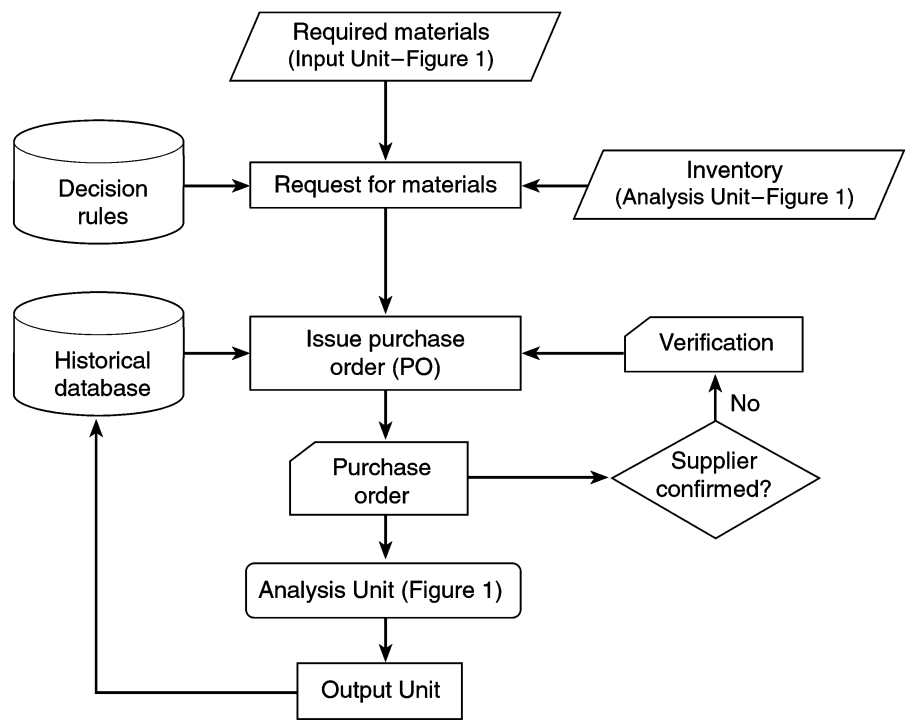 Required materials
(Input Unit–Figure 1)
Decision
rules
Request for materials
Inventory
(Analysis Unit–Figure 1)
Historical
database
Issue purchase
order (PO)
Verification
No
Purchase
order
Supplier
confirmed?
Analysis Unit (Figure 1)
Output Unit